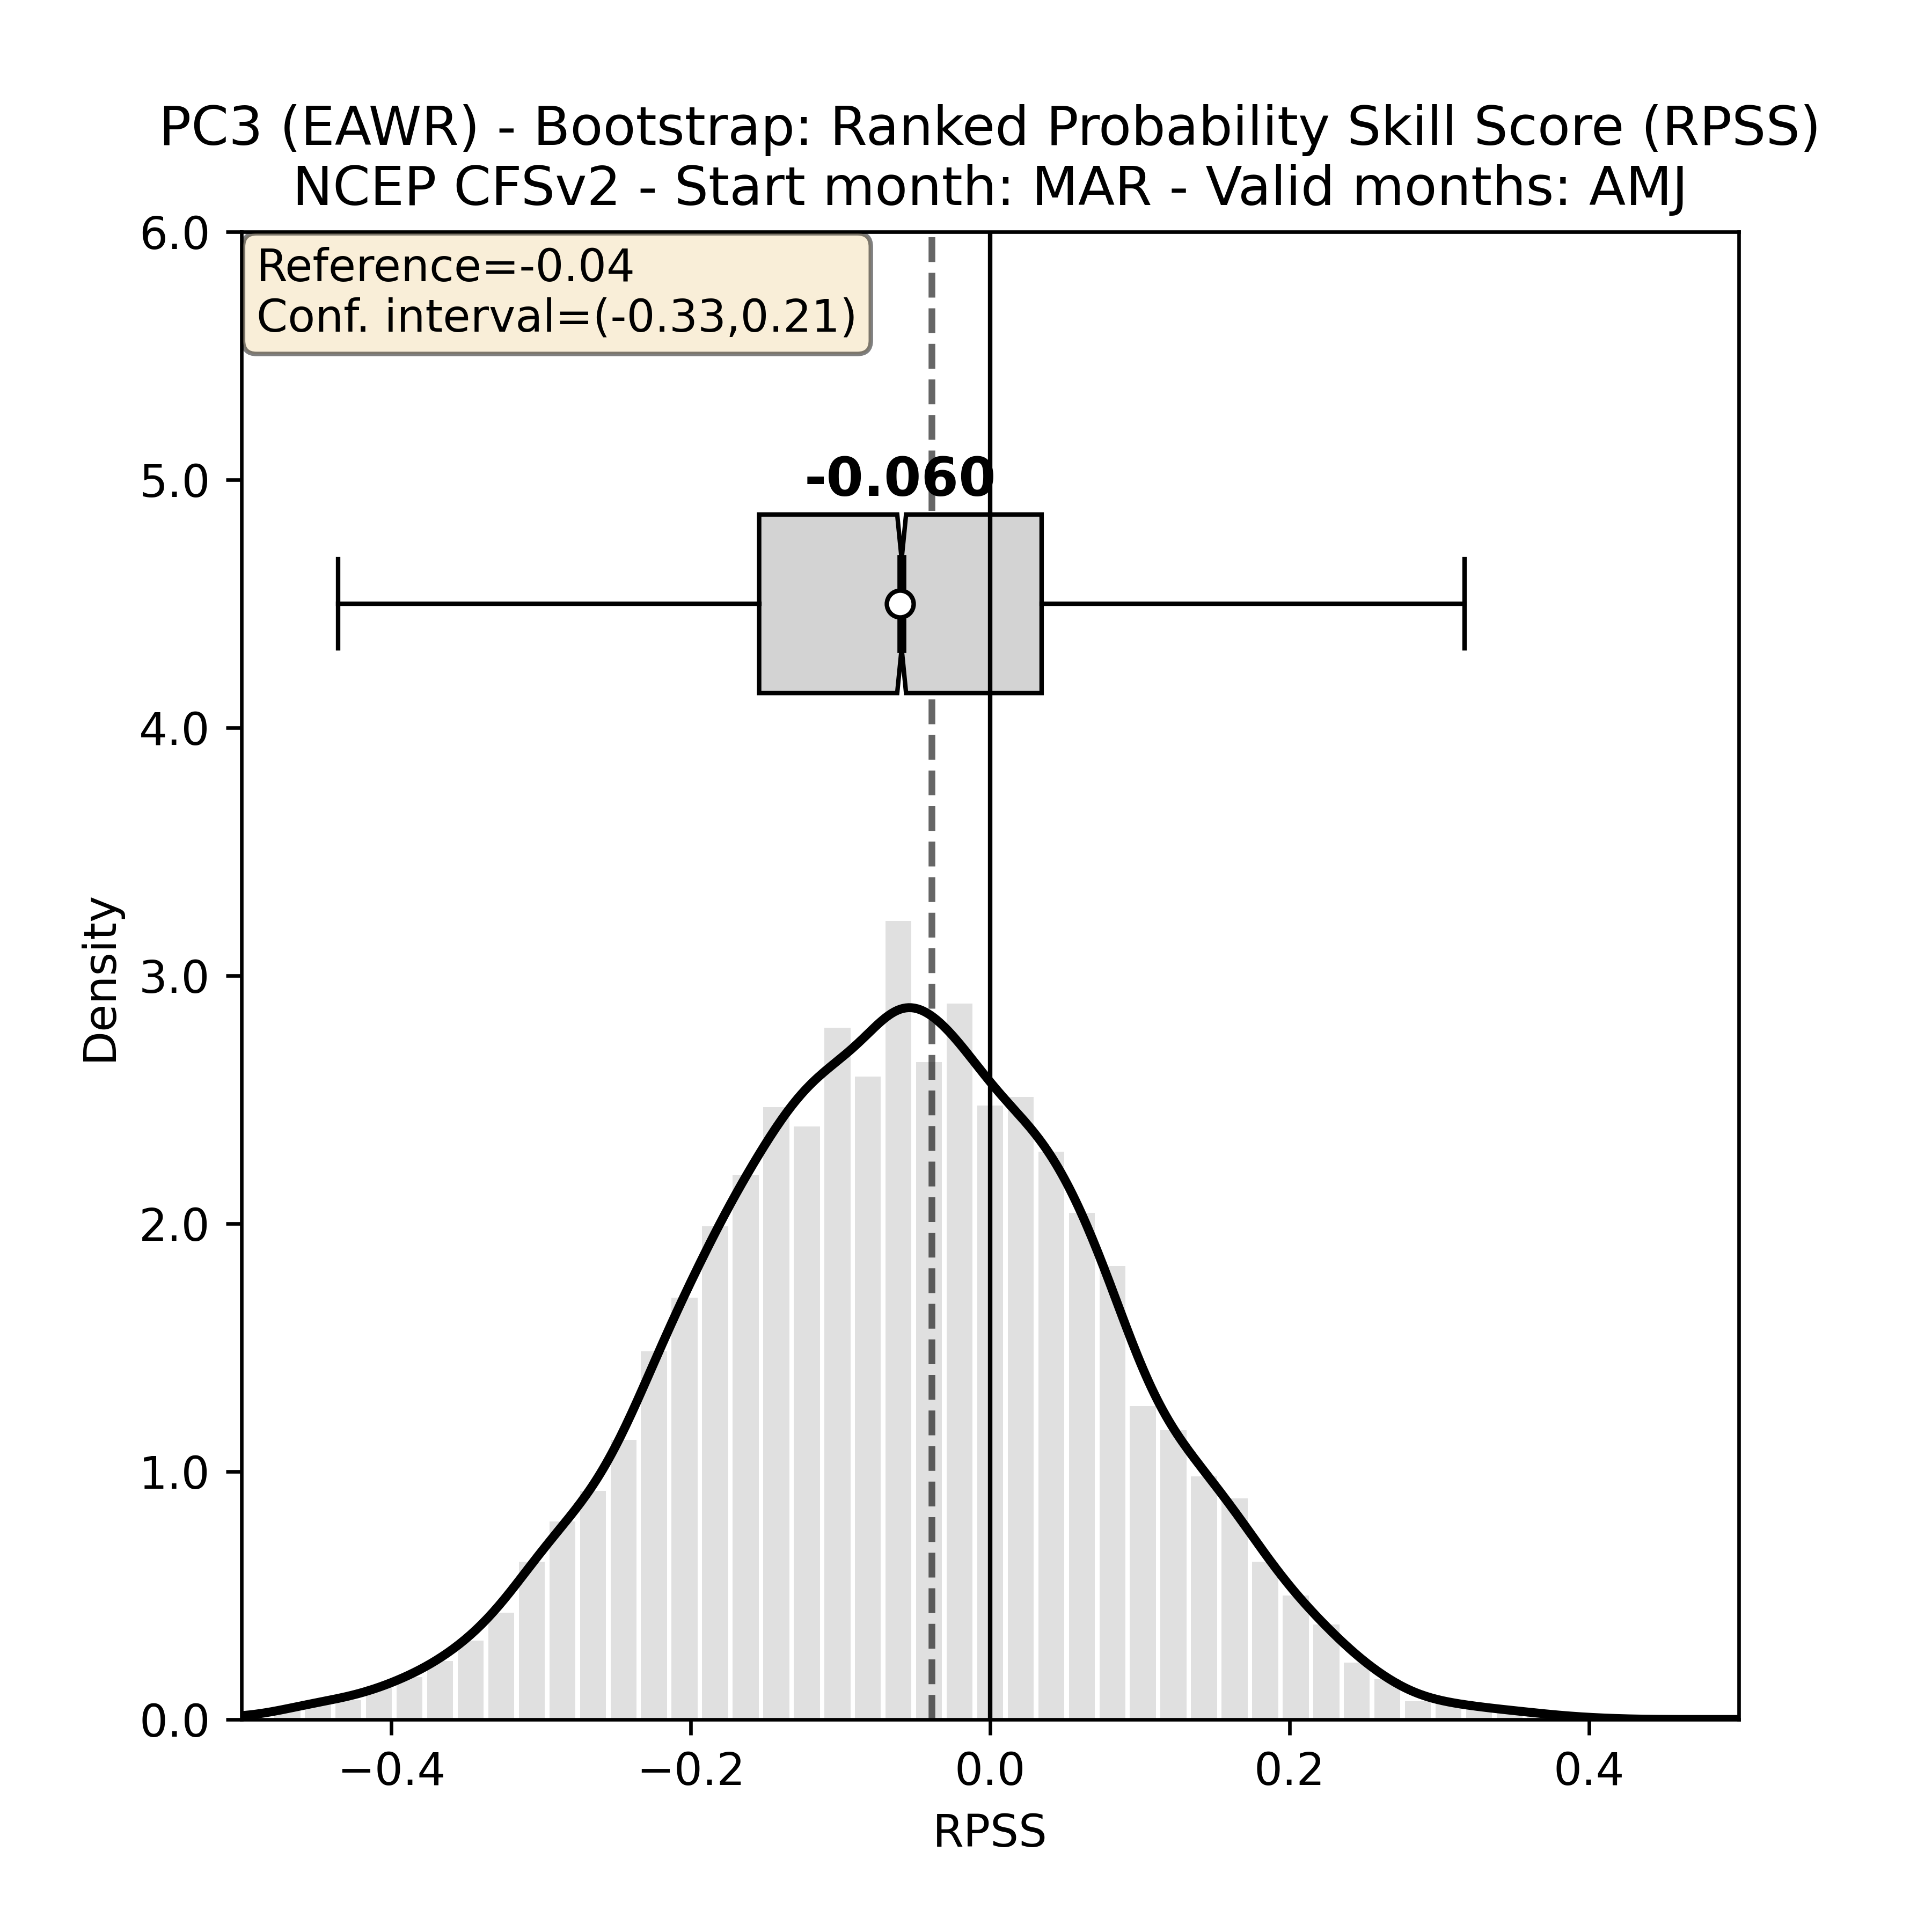 PC3 (EAWR) - Bootstrap: Ranked Probability Skill Score (RPSS)
NCEP CFSv2 - Start month: MAR - Valid months: AMJ
6.0
Reference=-0.04
Conf. interval=(-0.33,0.21)
-0.060
5.0
4.0
3.0
2.0
1.0
0.0
Density
−0.4
−0.2
0.0
0.2
0.4
RPSS